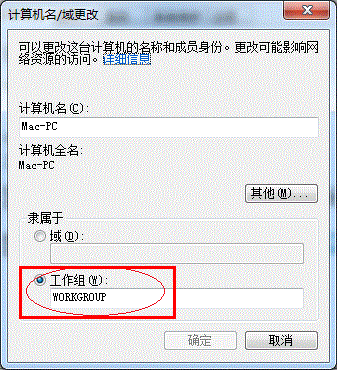 计算机名/域更改
可以更改这台计算机的名称和成员身份。更改可能影响网
络资源的访问。详细信息
计算机名(C):
Mac-PC
计算机全名:
Mac-PC
其他(M)...
隶属于
域(D):
工作组(W):
WORKGROUP
确定
取消